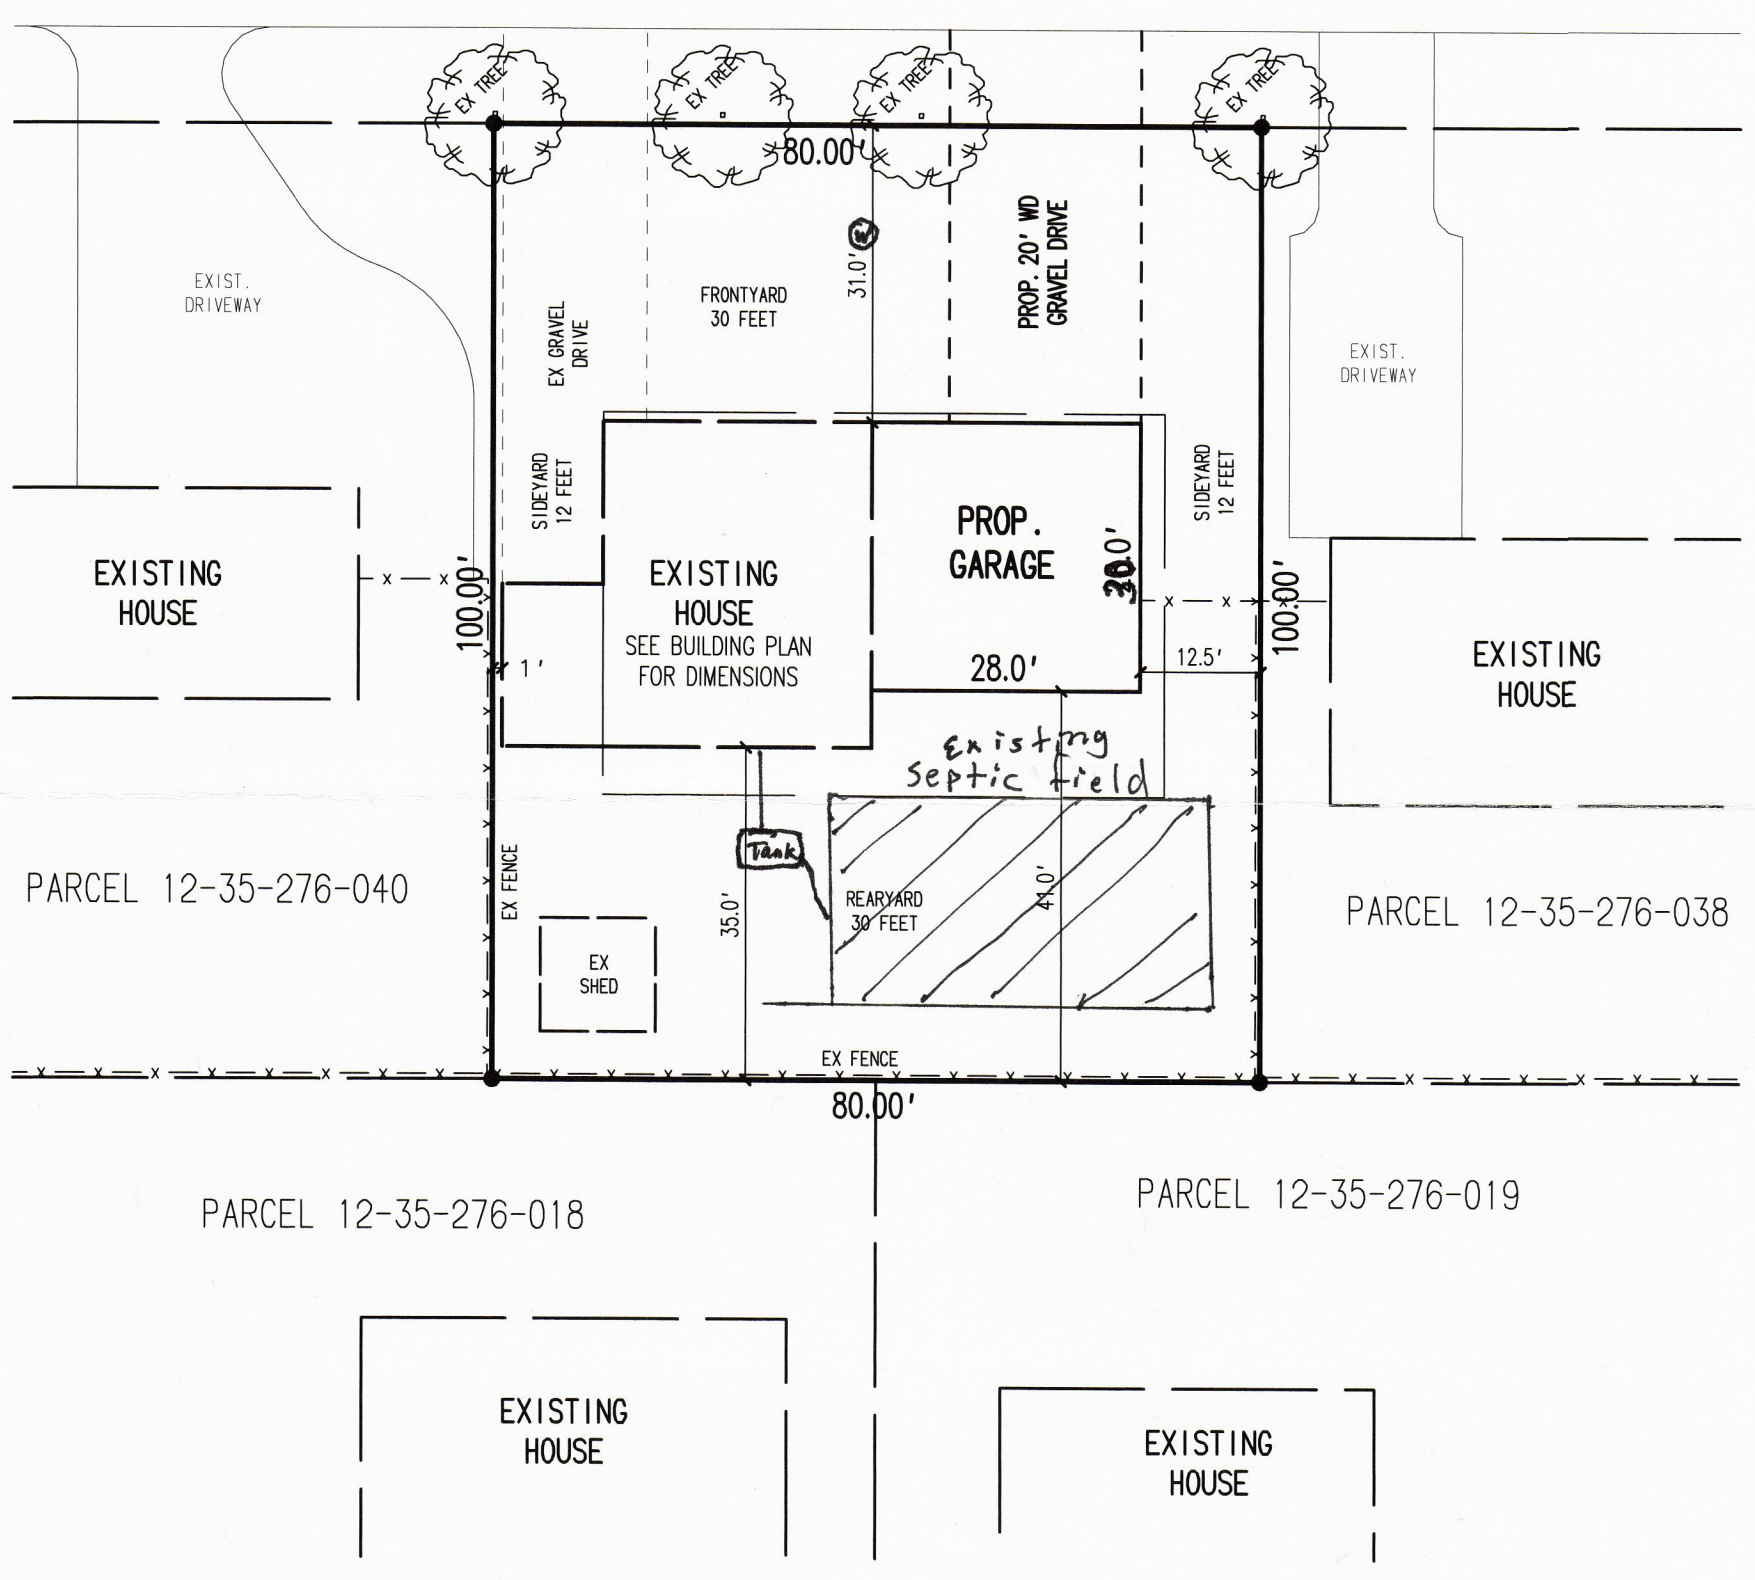 EX TREE
EX TREE
EX TREE
EX TREE
80.00'
W
31.0'
PROP. 20' WD
GRAVEL DRIVE
EXIST.
DRIVEWAY
FRONTYARD
30 FEET
EX GRAVEL
DRIVE
EXIST.
DRIVEWAY
SIDEYARD
12 FEET
SIDEYARD
12 FEET
PROP.
GARAGE
EXISTING
HOUSE
100.00'
EXISTING
HOUSE
SEE BUILDING PLAN
FOR DIMENSIONS
100.00'
EXISTING
HOUSE
1'
28.0'
12.5'
Existing
Septic field
Tank
EX FENCE
35.0'
REARYARD
30 FEET
41.0'
PARCEL 12-35-276-040
PARCEL 12-35-276-038
EX
SHED
EX FENCE
80.00'
PARCEL 12-35-276-018
PARCEL 12-35-276-019
EXISTING
HOUSE
EXISTING
HOUSE